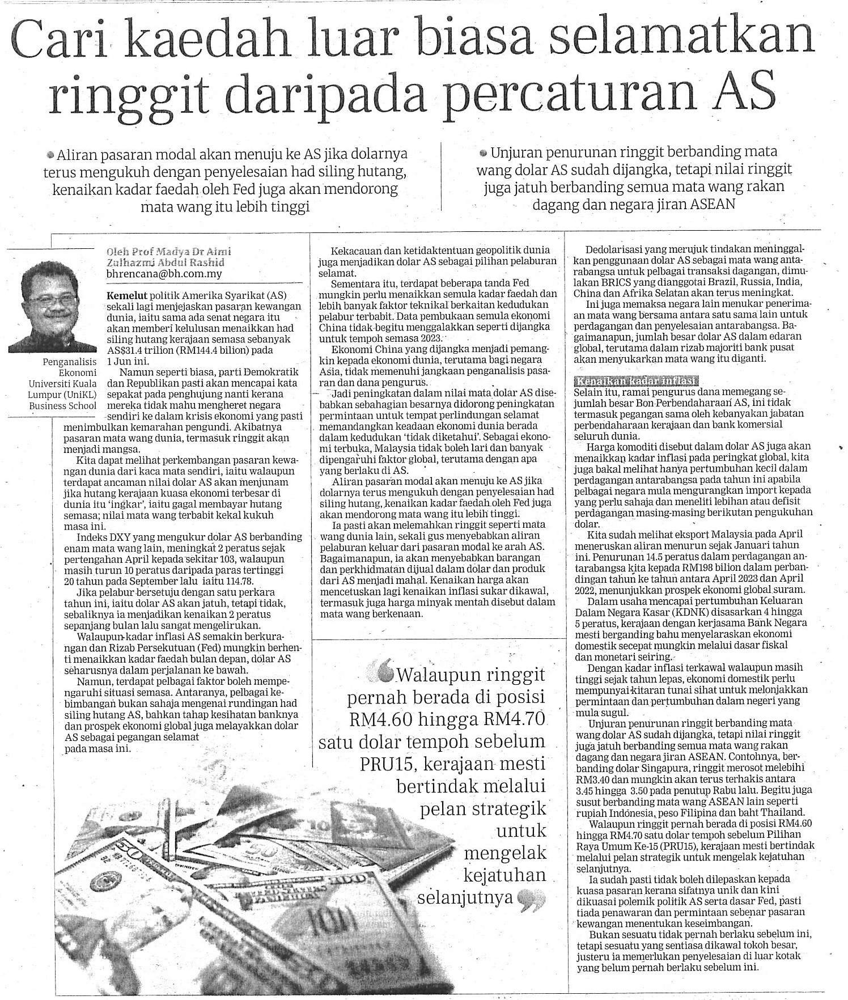 Cari kaedah luar biasa selamatkan
ringgit daripada percaturan AS
● Aliran pasaran modal akan menuju ke AS jika dolarnya
terus mengukuh dengan penyelesaian had siling hutang,
kenaikan kadar faedah oleh Fed juga akan mendorong
mata wang itu lebih tinggi
● Unjuran penurunan ringgit berbanding mata
wang dolar AS sudah dijangka, tetapi nilai ringgit
juga jatuh berbanding semua mata wang rakan
dagang dan negara jiran ASEAN
Oleh Prof Madya Dr Aimi
Zulhazmi Abdul Rashid
bhrencana@bh.com.my
Penganalisis
Ekonomi
Universiti Kuala
Lumpur (UniKL)
Business School
Kemelut politik Amerika Syarikat (AS)
sekali lagi menjejaskan pasaran kewangan
dunia, iaitu sama ada senat negara itu
akan memberi kelulusan menaikkan had
siling hutang kerajaan semasa sebanyak
AS$31.4 trilion (RM144.4 bilion) pada
1 Jun ini.
Namun seperti biasa, parti Demokratik
dan Republikan pasti akan mencapai kata
sepakat pada penghujung nanti kerana
mereka tidak mahu mengheret negara
sendiri ke dalam krisis ekonomi yang pasti
menimbulkan kemarahan pengundi. Akibatnya
pasaran mata wang dunia, termasuk ringgit akan
menjadi mangsa.
Kita dapat melihat perkembangan pasaran kewa-
ngan dunia dari kaca mata sendiri, iaitu walaupun
terdapat ancaman nilai dolar AS akan menjunam
jika hutang kerajaan kuasa ekonomi terbesar di
dunia itu 'ingkar', iaitu gagal membayar hutang
semasa; nilai mata wang terbabit kekal kukuh
masa ini.
Indeks DXY yang mengukur dolar AS berbanding
enam mata wang lain, meningkat 2 peratus sejak
pertengahan April kepada sekitar 103, walaupun
masih turun 10 peratus daripada paras tertinggi
20 tahun pada September lalu iaitu 114.78.
Jika pelabur bersetuju dengan satu perkara
tahun ini, iaitu dolar AS akan jatuh, tetapi tidak,
sebaliknya ia menjadikan kenaikan 2 peratus
sepanjang bulan lalu sangat mengelirukan.
Walaupun kadar inflasi AS semakin berkura-
ngan dan Rizab Persekutuan (Fed) mungkin berhen-
ti menaikkan kadar faedah bulan depan, dolar AS
seharusnya dalam perjalanan ke bawah.
Namun, terdapat pelbagai faktor boleh mempe-
ngaruhi situasi semasa. Antaranya, pelbagai ke-
bimbangan bukan sahaja mengenai rundingan had
siling hutang AS, bahkan tahap kesihatan banknya
dan prospek ekonomi global juga melayakkan dolar
AS sebagai pegangan selamat
pada masa ini.
Kekacauan dan ketidaktentuan geopolitik dunia
juga menjadikan dolar AS sebagai pilihan pelaburan
selamat.
Sementara itu, terdapat beberapa tanda Fed
mungkin perlu menaikkan semula kadar faedah dan
lebih banyak faktor teknikal berkaitan kedudukan
pelabur terbabit. Data pembukaan semula ekonomi
China tidak begitu menggalakkan seperti dijangka
untuk tempoh semasa 2023.
Ekonomi China yang dijangka menjadi pemang-
kin kepada ekonomi dunia, terutama bagi negara
Asia, tidak memenuhi jangkaan penganalisis pasa-
ran dan dana pengurus.
Jadi peningkatan dalam nilai mata dolar AS dise-
babkan sebahagian besarnya didorong peningkatan
permintaan untuk tempat perlindungan selamat
memandangkan keadaan ekonomi dunia berada
dalam kedudukan 'tidak diketahui'. Sebagai ekono-
mi terbuka, Malaysia tidak boleh lari dan banyak
dipengaruhi faktor global, terutama dengan apa
yang berlaku di AS.
Aliran pasaran modal akan menuju ke AS jika
dolarnya terus mengukuh dengan penyelesaian had
siling hutang, kenaikan kadar faedah oleh Fed juga
akan mendorong mata wang itu lebih tinggi.
Ia pasti akan melemahkan ringgit seperti mata
wang dunia lain, sekali gus menyebabkan aliran
pelaburan keluar dari pasaran modal ke arah AS.
Bagaimanapun, ia akan menyebabkan barangan
dan perkhidmatan dijual dalam dolar dan produk
dari AS menjadi mahal. Kenaikan harga akan
mencetuskan lagi kenaikan inflasi sukar dikawal,
termasuk juga harga minyak mentah disebut dalam
mata wang berkenaan.
“Walaupun ringgit
pernah berada di posisi
RM4.60 hingga RM4.70
satu dolar tempoh sebelum
PRU15, kerajaan mesti
bertindak melalui
pelan strategik
untuk
mengelak
kejatuhan
selanjutnya”
Dedolarisasi yang merujuk tindakan meninggal-
kan penggunaan dolar AS sebagai mata wang anta-
rabangsa untuk pelbagai transaksi dagangan, dimu-
lakan BRICS yang dianggotai Brazil, Russia, India,
China dan Afrika Selatan akan terus meningkat.
Ini juga memaksa negara lain menukar penerima-
an mata wang bersama antara satu sama lain untuk
perdagangan dan penyelesaian antarabangsa. Ba-
gaimanapun, jumlah besar dolar AS dalam edaran
global, terutama dalam rizab majoriti bank pusat
akan menyukarkan mata wang itu diganti.
Kenaikan kadar inflasi
Selain itu, ramai pengurus dana memegang se-
jumlah besar Bon Perbendaharaan AS, ini tidak
termasuk pegangan sama oleh kebanyakan jabatan
perbendaharaan kerajaan dan bank komersial
seluruh dunia.
Harga komoditi disebut dalam dolar AS juga akan
menaikkan kadar inflasi pada peringkat global, kita
juga bakal melihat hanya pertumbuhan kecil dalam
perdagangan antarabangsa pada tahun ini apabila
pelbagai negara mula mengurangkan import kepada
yang perlu sahaja dan meneliti lebihan atau defisit
perdagangan masing-masing berikutan pengukuhan
dolar.
Kita sudah melihat eksport Malaysia pada April
meneruskan aliran menurun sejak Januari tahun
ini. Penurunan 14.5 peratus dalam perdagangan an-
tarabangsa kita kepada RM198 bilion dalam perban-
dingan tahun ke tahun antara April 2023 dan April
2022, menunjukkan prospek ekonomi global suram.
Dalam usaha mencapai pertumbuhan Keluaran
Dalam Negara Kasar (KDNK) disasarkan 4 hingga
5 peratus, kerajaan dengan kerjasama Bank Negara
mesti berganding bahu menyelaraskan ekonomi
domestik secepat mungkin melalui dasar fiskal
dan monetari seiring.
Dengan kadar inflasi terkawal walaupun masih
tinggi sejak tahun lepas, ekonomi domestik perlu
mempunyai kitaran tunai sihat untuk melonjakkan
permintaan dan pertumbuhan dalam negeri yang
mula sugul.
Unjuran penurunan ringgit berbanding mata
wang dolar AS sudah dijangka, tetapi nilai ringgit
juga jatuh berbanding semua mata wang rakan
dagang dan negara jiran ASEAN. Contohnya, ber-
banding dolar Singapura, ringgit merosot melebihi
RM3.40 dan mungkin akan terus terhakis antara
3.45 hingga 3.50 pada penutup Rabu lalu. Begitu juga
susut berbanding mata wang ASEAN lain seperti
rupiah Indonesia, peso Filipina dan baht Thailand.
Walaupun ringgit pernah berada di posisi RM4.60
hingga RM4.70 satu dolar tempoh sebelum Pilihan
Raya Umum Ke-15 (PRU15), kerajaan mesti bertindak
melalui pelan strategik untuk mengelak kejatuhan
selanjutnya.
Ia sudah pasti tidak boleh dilepaskan kepada
kuasa pasaran kerana sifatnya unik dan kini
dikuasai polemik politik AS serta dasar Fed, pasti
tiada penawaran dan permintaan sebenar pasaran
kewangan menentukan keseimbangan.
Bukan sesuatu tidak pernah berlaku sebelum ini,
tetapi sesuatu yang sentiasa dikawal tokoh besar,
justeru ia memerlukan penyelesaian di luar kotak
yang belum pernah berlaku sebelum ini.